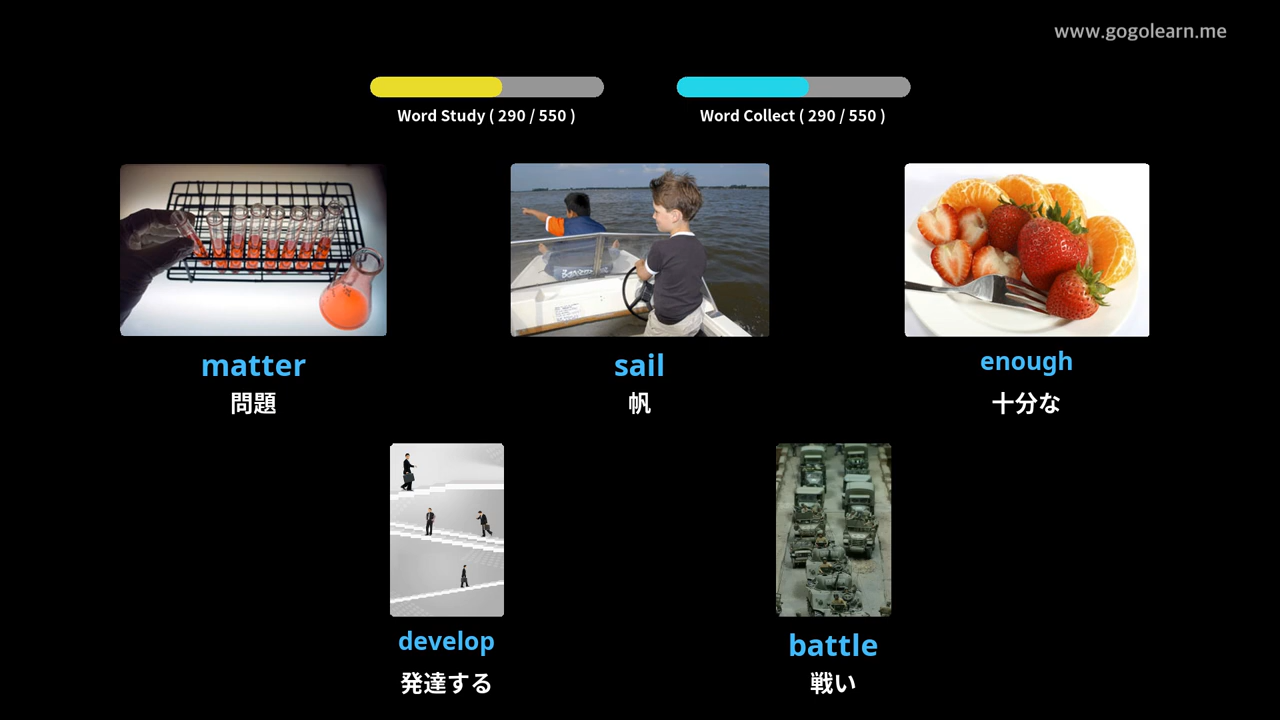 www.gogolearn.me
Word Study ( 290 / 550 )
Word Collect ( 290 / 550 )
matter
問題
sail
帆
enough
十分な
develop
発達する
battle
戦い